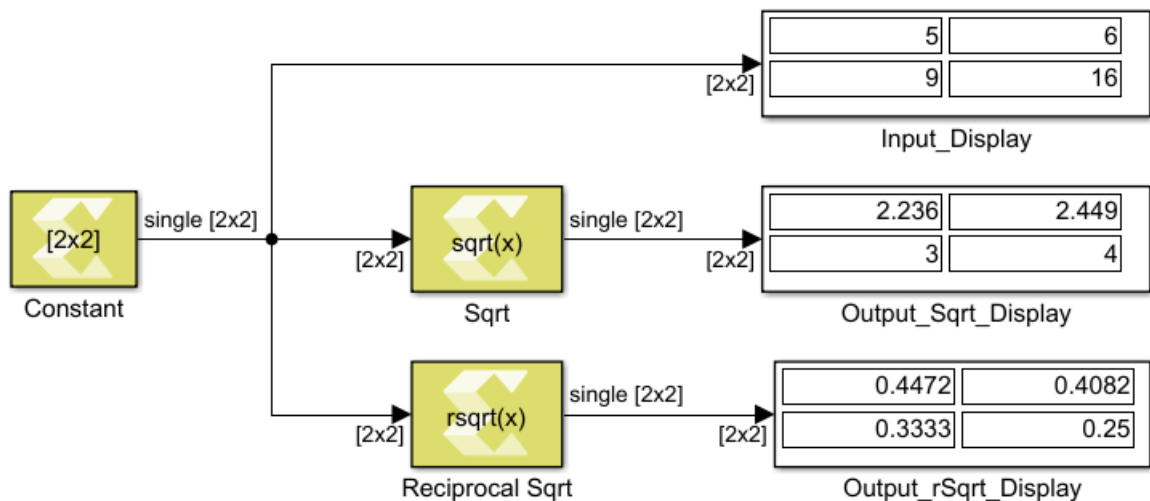 5 6
[2x2]
9 16
Input_Display
single [2x2]
[2x2]
Constant
[2x2]
sqrt(x)
Sqrt
single [2x2]
[2x2]
2.236 2.449
3 4
Output_Sqrt_Display
[2x2]
rsqrt(x)
Reciprocal Sqrt
single [2x2]
[2x2]
0.4472 0.4082
0.3333 0.25
Output_rSqrt_Display